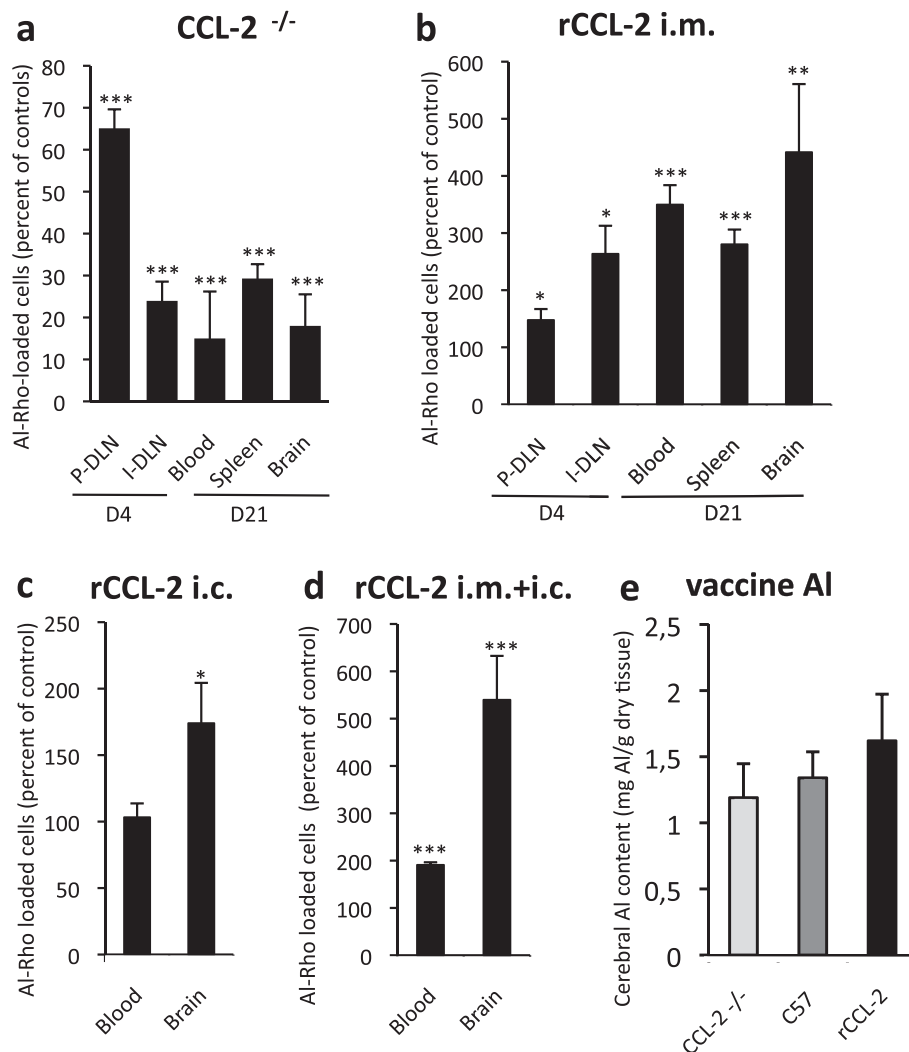 a CCL-2 -/-
Al-Rho-loaded cells (percent of controls)
80
70
60
50
40
30
20
10
0
***
***
***
***
***
P-DLN
I-DLN
Blood
Spleen
Brain
D4
D21
b rCCL-2 i.m.
Al-Rho loaded cells (percent of control)
600
500
400
300
200
100
0
*
*
***
***
**
P-DLN
I-DLN
Blood
Spleen
Brain
D4
D21
c rCCL-2 i.c.
Al-Rho loaded cells (percent of control)
250
200
150
100
50
0
*
Blood
Brain
d rCCL-2 i.m.+i.c.
Al-Rho loaded cells (percent of control)
700
600
500
400
300
200
100
0
***
***
Blood
Brain
e vaccine Al
Cerebral Al content (mg Al/g dry tissue)
2,5
2
1,5
1
0,5
0
CCL-2 -/-
C57
rCCL-2